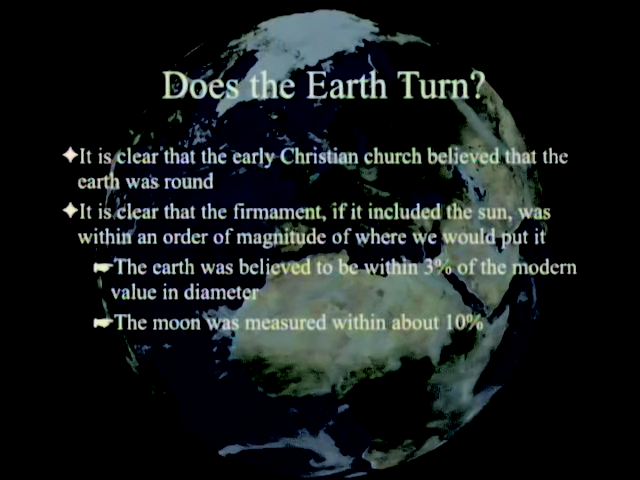 Does the Earth Turn?
It is clear that the early Christian church believed that the
earth was round
It is clear that the firmament, if it included the sun, was
within an order of magnitude of where we would put it
The earth was believed to be within 3% of the modern
value in diameter
The moon was measured within about 10%